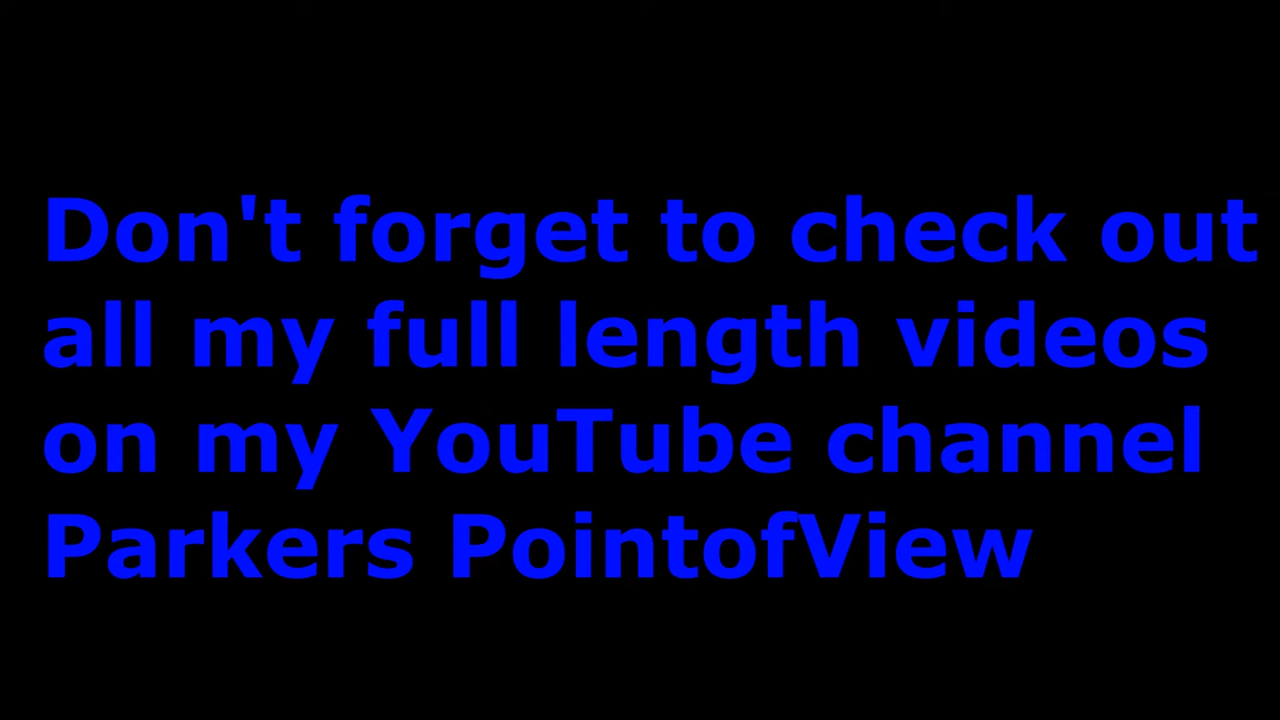 Don't forget to check out
all my full length videos
on my YouTube channel
Parkers PointofView